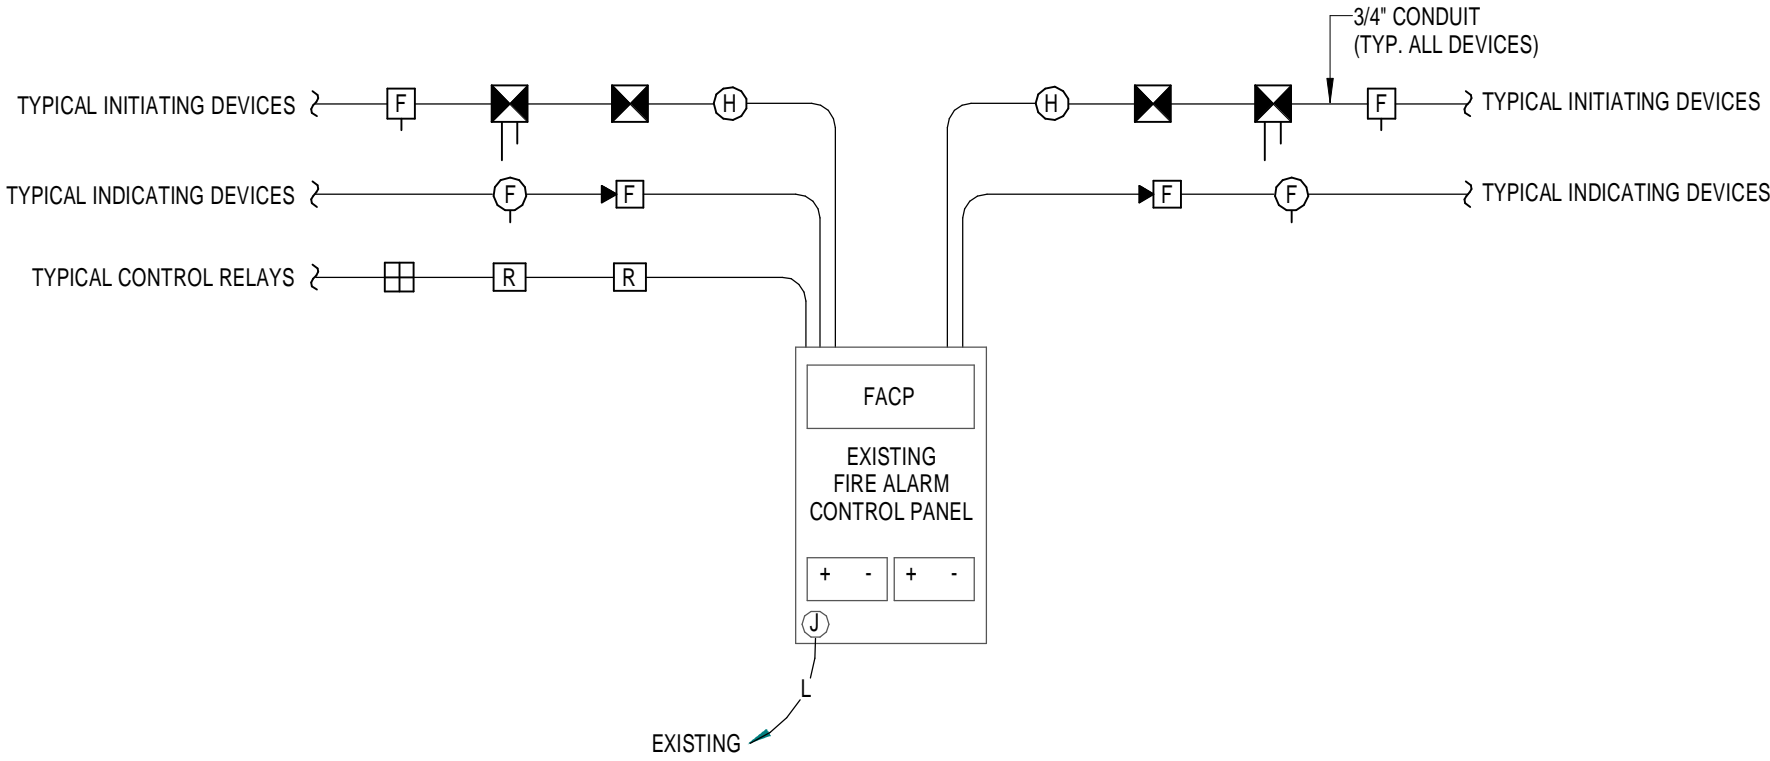 3/4" CONDUIT
(TYP. ALL DEVICES)
TYPICAL INITIATING DEVICES
F
H
H
F
TYPICAL INITIATING DEVICES
TYPICAL INDICATING DEVICES
F
F
F
F
TYPICAL INDICATING DEVICES
TYPICAL CONTROL RELAYS
R
R
FACP
EXISTING
FIRE ALARM
CONTROL PANEL
+ -
+ -
J
L
EXISTING